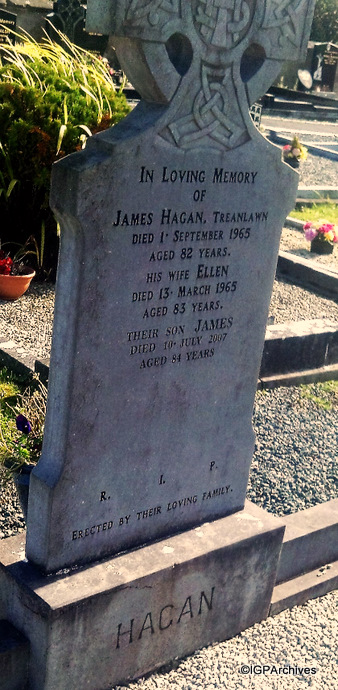 IN LOVING MEMORY
OF
JAMES HAGAN, TREANLAWN
DIED 1ST SEPTEMBER 1965
AGED 82 YEARS.
HIS WIFE ELLEN
DIED 13TH MARCH 1965
AGED 83 YEARS.
THEIR SON JAMES
DIED 10TH JULY 2007
AGED 84 YEARS
R. I. P.
ERECTED BY THEIR LOVING FAMILY.
HAGAN
©IGPArchives